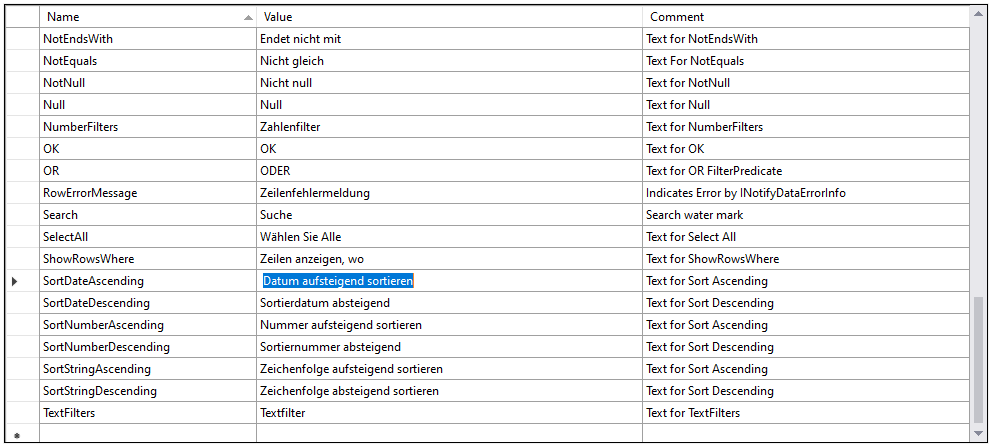 Name Value Comment
NotEndsWith Endet nicht mit Text for NotEndsWith
NotEquals Nicht gleich Text For NotEquals
NotNull Nicht null Text for NotNull
Null Null Text for Null
NumberFilters Zahlenfilter Text for NumberFilters
OK OK Text for OK
OR ODER Text for OR FilterPredicate
RowErrorMessage Zeilenfehlermeldung Indicates Error by INotifyDataErrorInfo
Search Suche Search water mark
SelectAll Wählen Sie Alle Text for Select All
ShowRowsWhere Zeilen anzeigen, wo Text for ShowRowsWhere
SortDateAscending Datum aufsteigend sortieren Text for Sort Ascending
SortDateDescending Sortierdatum absteigend Text for Sort Descending
SortNumberAscending Nummer aufsteigend sortieren Text for Sort Ascending
SortNumberDescending Sortiernummer absteigend Text for Sort Descending
SortStringAscending Zeichenfolge aufsteigend sortieren Text for Sort Ascending
SortStringDescending Zeichenfolge absteigend sortieren Text for Sort Descending
TextFilters Textfilter Text for TextFilters